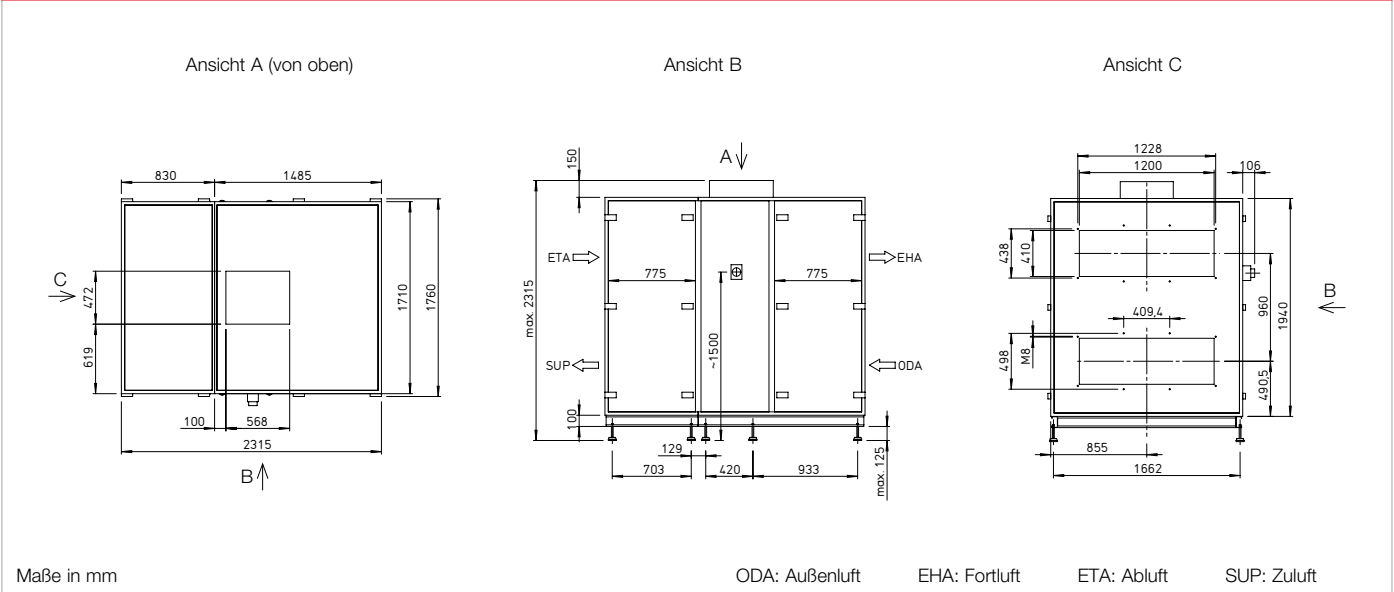 Ansicht A (von oben)
Ansicht B
Ansicht C
830
1485
C
472
619
1710
1760
100
568
2315
B
150
A
max. 2315
ETA
EHA
775
775
~1500
SUP
ODA
100
129
703
420
933
max. 125
1228
1200
106
438
410
409,4
960
1940
B
498
M8
490,5
855
1662
Maße in mm
ODA: Außenluft
EHA: Fortluft
ETA: Abluft
SUP: Zuluft